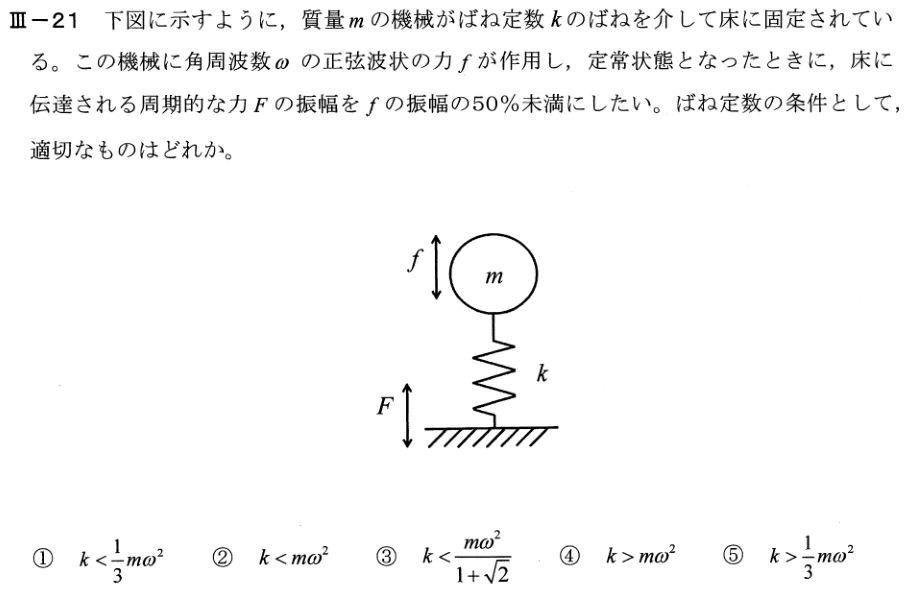 Ⅲ－21　下図に示すように，質量 m の機械がばね定数 k のばねを介して床に固定されてい
る。この機械に角周波数ω の正弦波状の力 f が作用し，定常状態となったときに，床に
伝達される周期的な力 F の振幅を f の振幅の50％未満にしたい。ばね定数の条件として，
適切なものはどれか。
f
m
k
F
① k < \frac{1}{3} mω²　② k < mω²　③ k < \frac{mω²}{1+√2}　④ k > mω²　⑤ k > \frac{1}{3} mω²